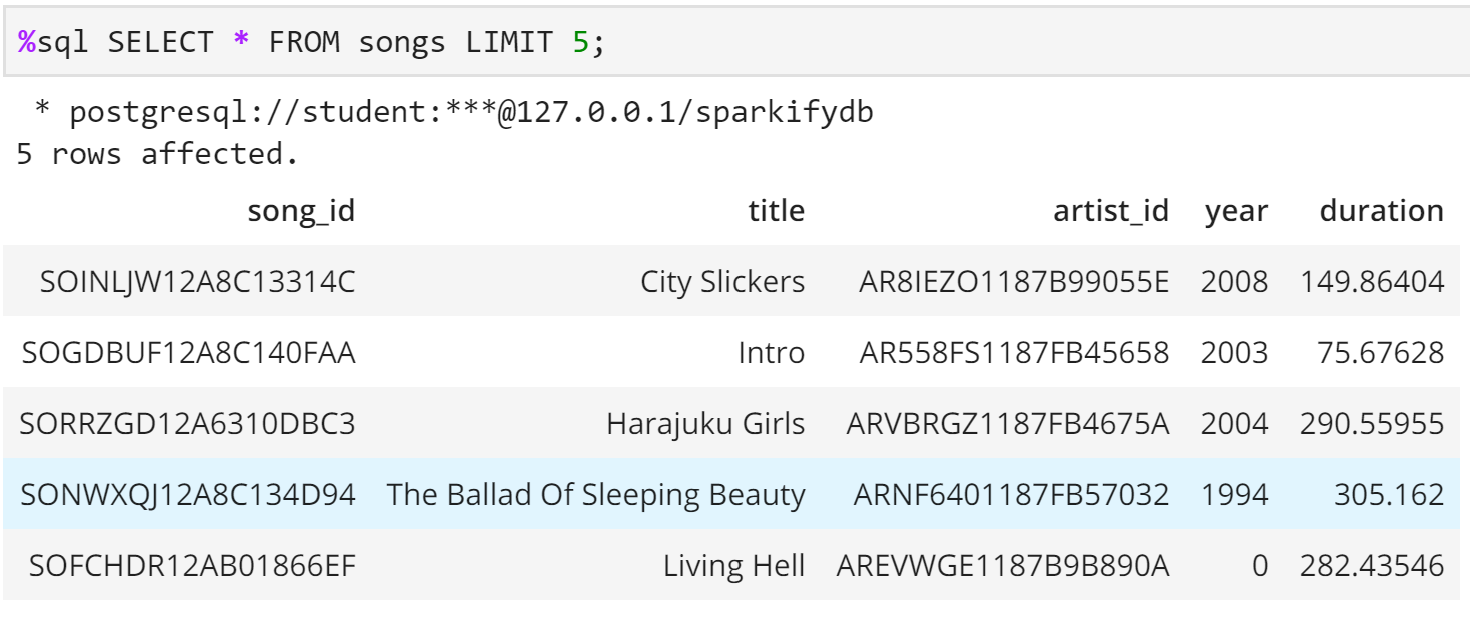 %sql SELECT * FROM songs LIMIT 5;
* postgresql://student:***@127.0.0.1/sparkifydb
5 rows affected.
song_id title artist_id year duration
SOINLJW12A8C13314C City Slickers AR8IEZO1187B99055E 2008 149.86404
SOGDBUF12A8C140FAA Intro AR558FS1187FB45658 2003 75.67628
SORRZGD12A6310DBC3 Harajuku Girls ARVBRGZ1187FB4675A 2004 290.55955
SONWXQJ12A8C134D94 The Ballad Of Sleeping Beauty ARNF6401187FB57032 1994 305.162
SOFCHDR12AB01866EF Living Hell AREVWGE1187B9B890A 0 282.43546